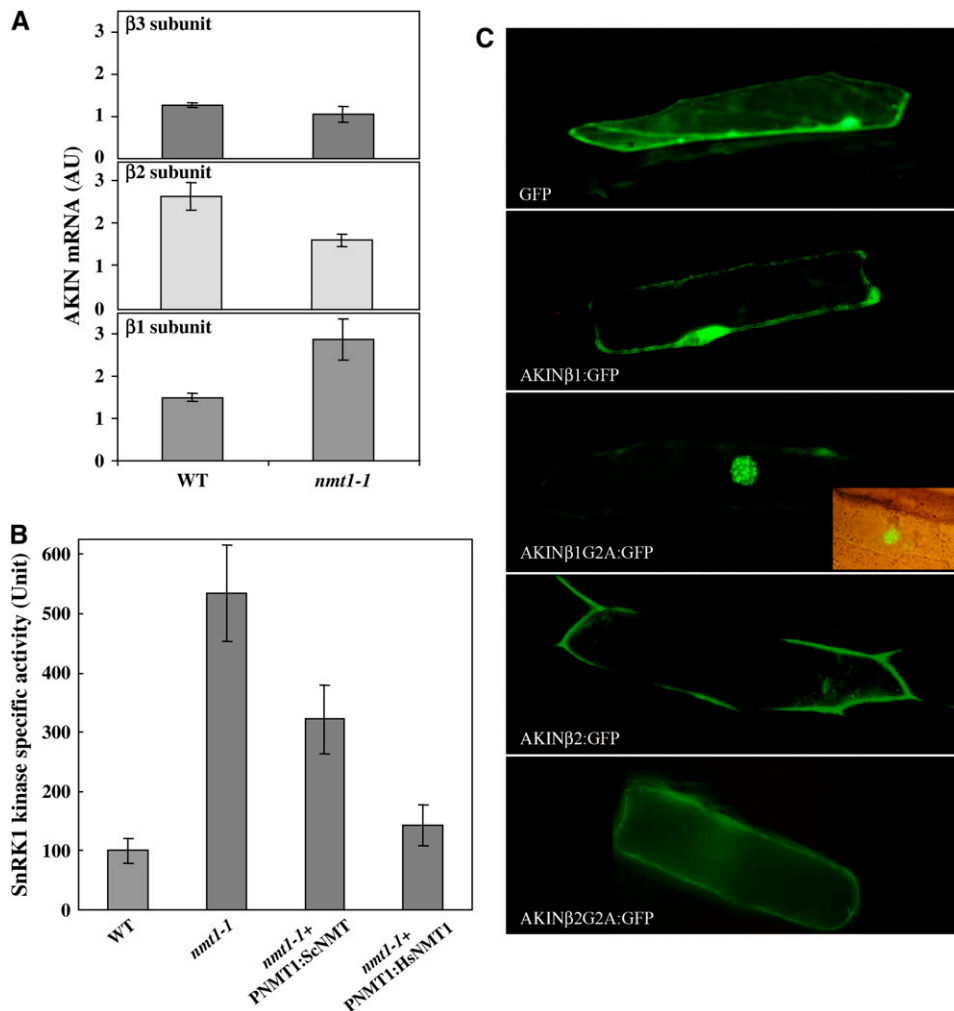 A
AKIN mRNA (AU)
β3 subunit
3
2
1
0
β2 subunit
3
2
1
0
β1 subunit
3
2
1
0
WT
nmt1-1
B
SnRK1 kinase specific activity (Unit)
600
500
400
300
200
100
0
WT
nmt1-1
nmt1-1+
PNMT1:ScNMT
nmt1-1+
PNMT1:HsNMT1
C
GFP
AKINβ1:GFP
AKINβ1G2A:GFP
AKINβ2:GFP
AKINβ2G2A:GFP